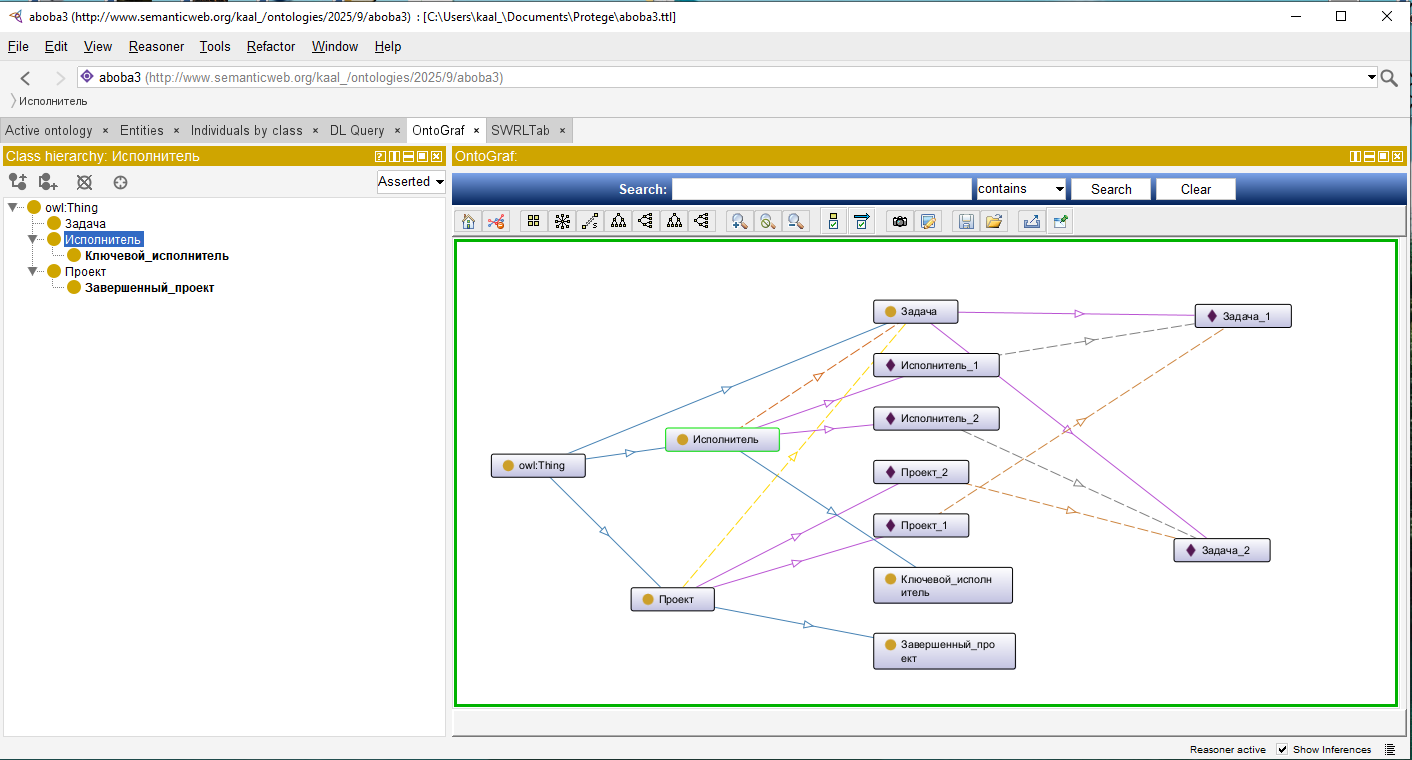 aboba3 (http://www.semanticweb.org/kaal_/ontologies/2025/9/aboba3) : [C:\Users\kaal_\Documents\Protege\aboba3.ttl]
File Edit View Reasoner Tools Refactor Window Help
aboba3 (http://www.semanticweb.org/kaal_/ontologies/2025/9/aboba3)
Исполнитель
Active ontology × Entities × Individuals by class × DL Query × OntoGraf × SWRLTab ×
Class hierarchy: Исполнитель
Asserted
owl:Thing
Задача
Исполнитель
Ключевой_исполнитель
Проект
Завершенный_проект
OntoGraf:
Search: contains Search Clear
Задача
Задача_1
Исполнитель_1
Исполнитель_2
Исполнитель
owl:Thing
Проект_2
Проект_1
Задача_2
Ключевой_исполн
итель
Проект
Завершенный_про
ект
Reasoner active Show Inferences